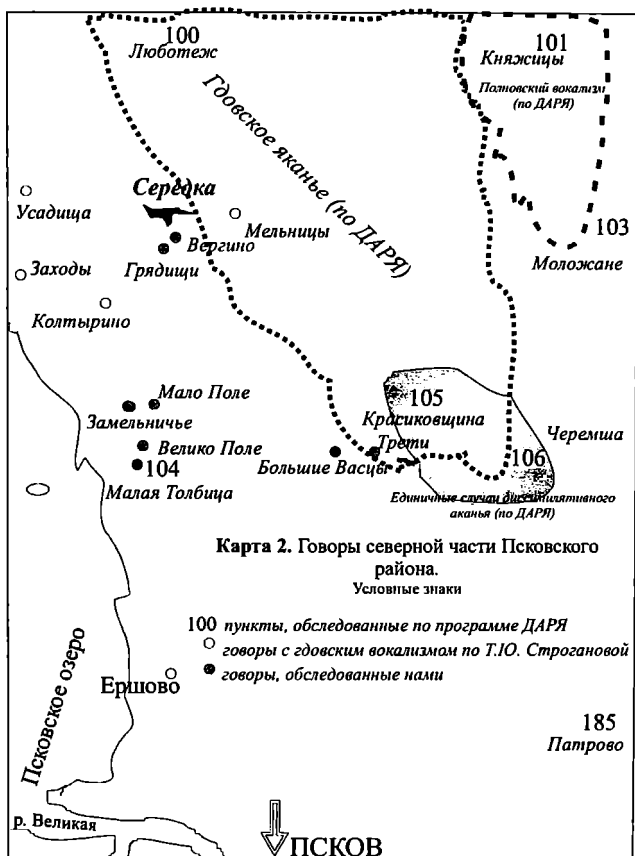 100
Люботеж
101
Княжицы
Полновский вокализм
(по ДАРЯ)
Гдовское яканье (по ДАРЯ)
Середка
Усадища
Мельницы
Вергино
103
Грядищи
Моложане
Заходы
Колтырино
Мало Поле
105
Замельничье
Красиковщина
Черемша
Велико Поле
Трети
104
Большие Васцы
106
Малая Толбица
Единичные случаи диссимилятивного
аканья (по ДАРЯ)
Карта 2. Говоры северной части Псковского
района.
Условные знаки
100 пункты, обследованные по программе ДАРЯ
говоры с гдовским вокализмом по Т.Ю. Строгановой
говоры, обследованные нами
Ершово
Псковское озеро
185
Патрово
р. Великая
ПСКОВ